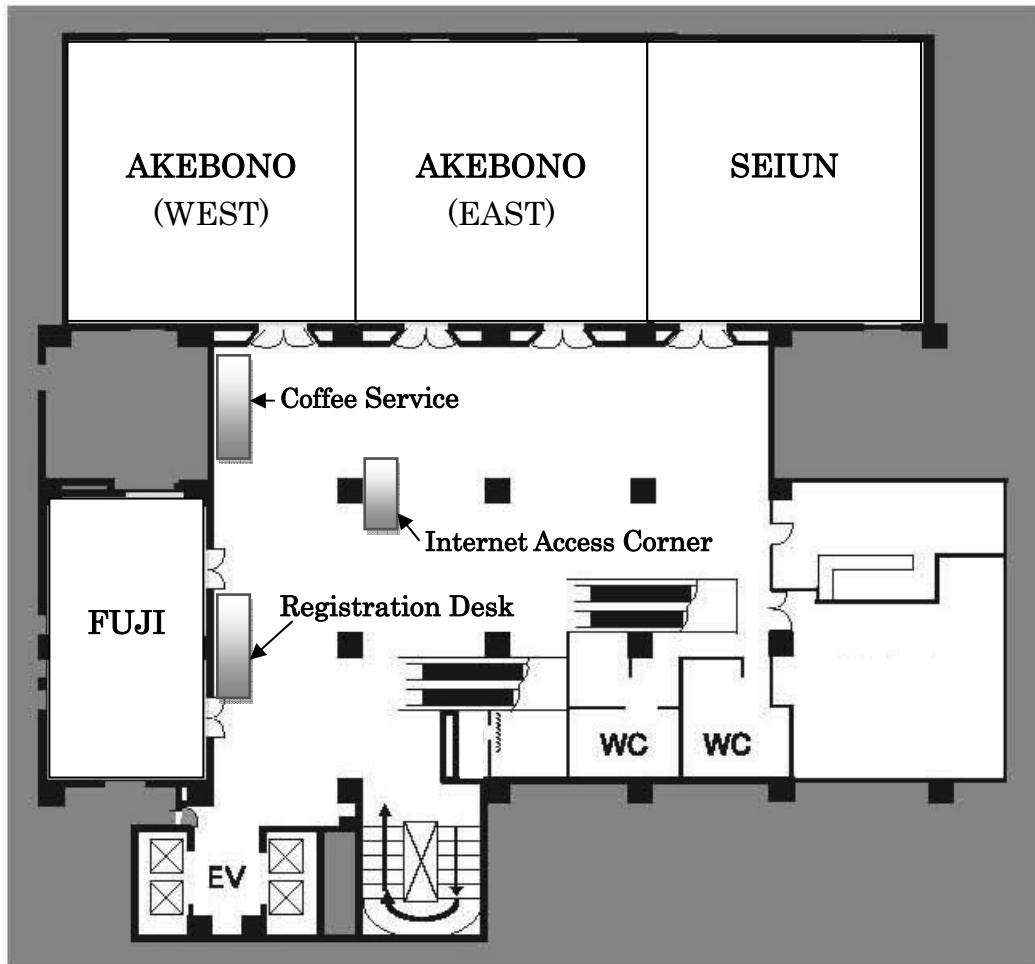 AKEBONO
(WEST)
AKEBONO
(EAST)
SEIUN
Coffee Service
Internet Access Corner
Registration Desk
FUJI
WC
WC
EV